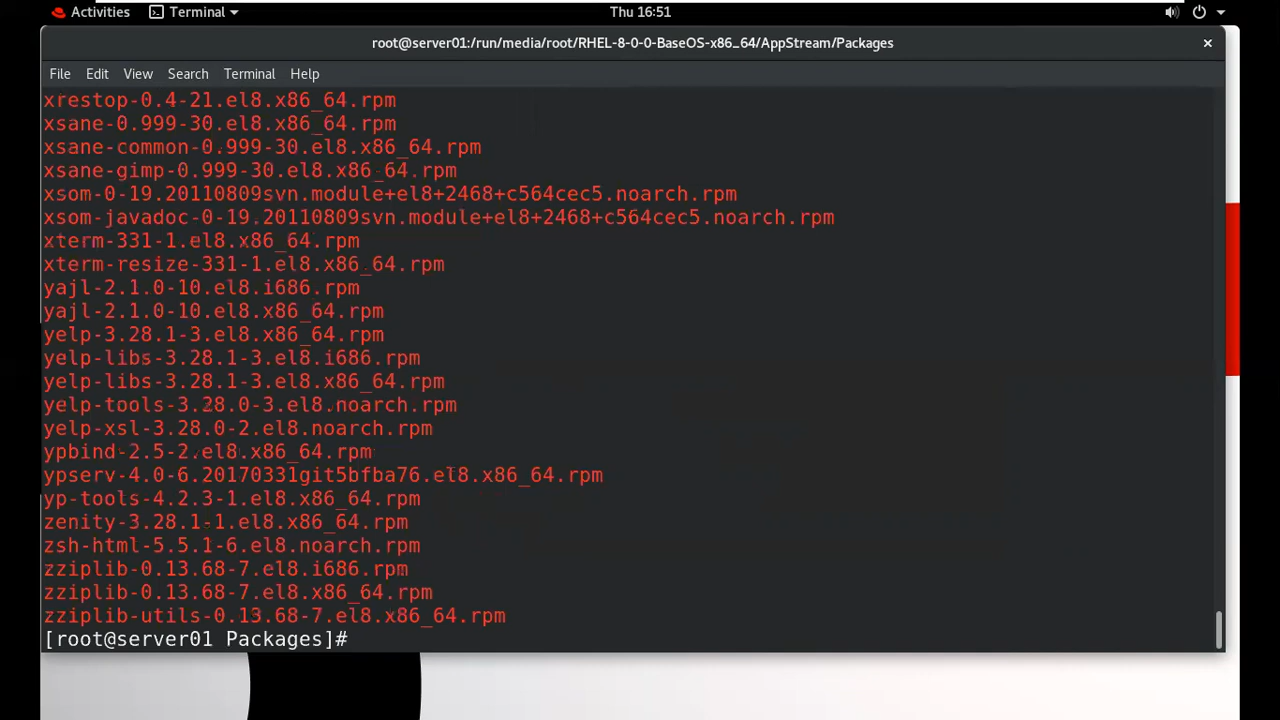 Activities Terminal Thu 16:51
root@server01:/run/media/root/RHEL-8-0-0-BaseOS-x86_64/AppStream/Packages ×
File Edit View Search Terminal Help
xrestop-0.4-21.el8.x86_64.rpm
xsane-0.999-30.el8.x86_64.rpm
xsane-common-0.999-30.el8.x86_64.rpm
xsane-gimp-0.999-30.el8.x86_64.rpm
xsom-0-19.20110809svn.module+el8+2468+c564cec5.noarch.rpm
xsom-javadoc-0-19.20110809svn.module+el8+2468+c564cec5.noarch.rpm
xterm-331-1.el8.x86_64.rpm
xterm-resize-331-1.el8.x86_64.rpm
yajl-2.1.0-10.el8.i686.rpm
yajl-2.1.0-10.el8.x86_64.rpm
yelp-3.28.1-3.el8.x86_64.rpm
yelp-libs-3.28.1-3.el8.i686.rpm
yelp-libs-3.28.1-3.el8.x86_64.rpm
yelp-tools-3.28.0-3.el8.noarch.rpm
yelp-xsl-3.28.0-2.el8.noarch.rpm
ypbind-2.5-2.el8.x86_64.rpm
ypserv-4.0-6.20170331git5bfba76.el8.x86_64.rpm
yp-tools-4.2.3-1.el8.x86_64.rpm
zenity-3.28.1-1.el8.x86_64.rpm
zsh-html-5.5.1-6.el8.noarch.rpm
zziplib-0.13.68-7.el8.i686.rpm
zziplib-0.13.68-7.el8.x86_64.rpm
zziplib-utils-0.13.68-7.el8.x86_64.rpm
[root@server01 Packages]#